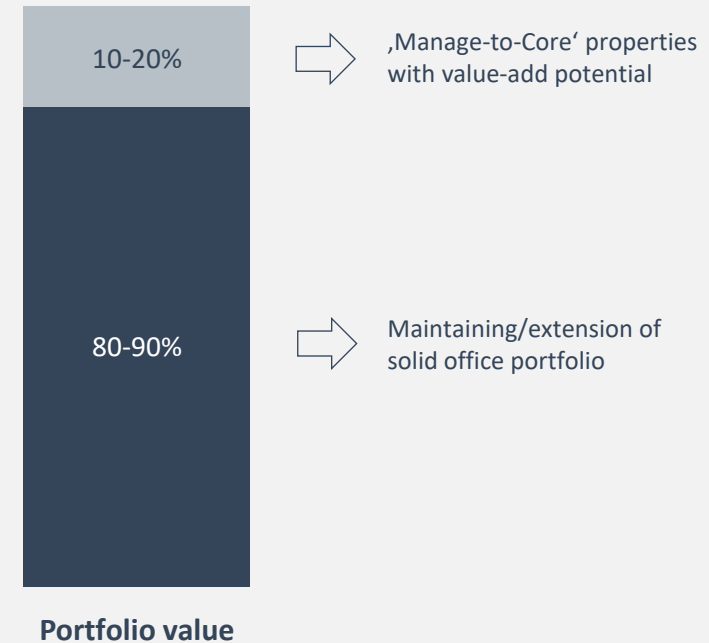 10-20%
‚Manage-to-Core‘ properties
with value-add potential
80-90%
Maintaining/extension of
solid office portfolio
Portfolio value